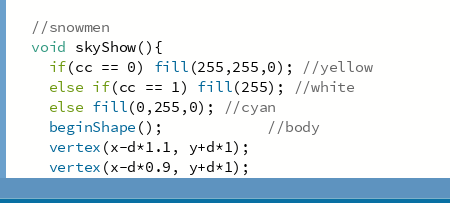 //snowmen
void skyShow(){
if(cc == 0) fill(255,255,0); //yellow
else if(cc == 1) fill(255); //white
else fill(0,255,0); //cyan
beginShape(); //body
vertex(x-d*1.1, y+d*1);
vertex(x-d*0.9, y+d*1);